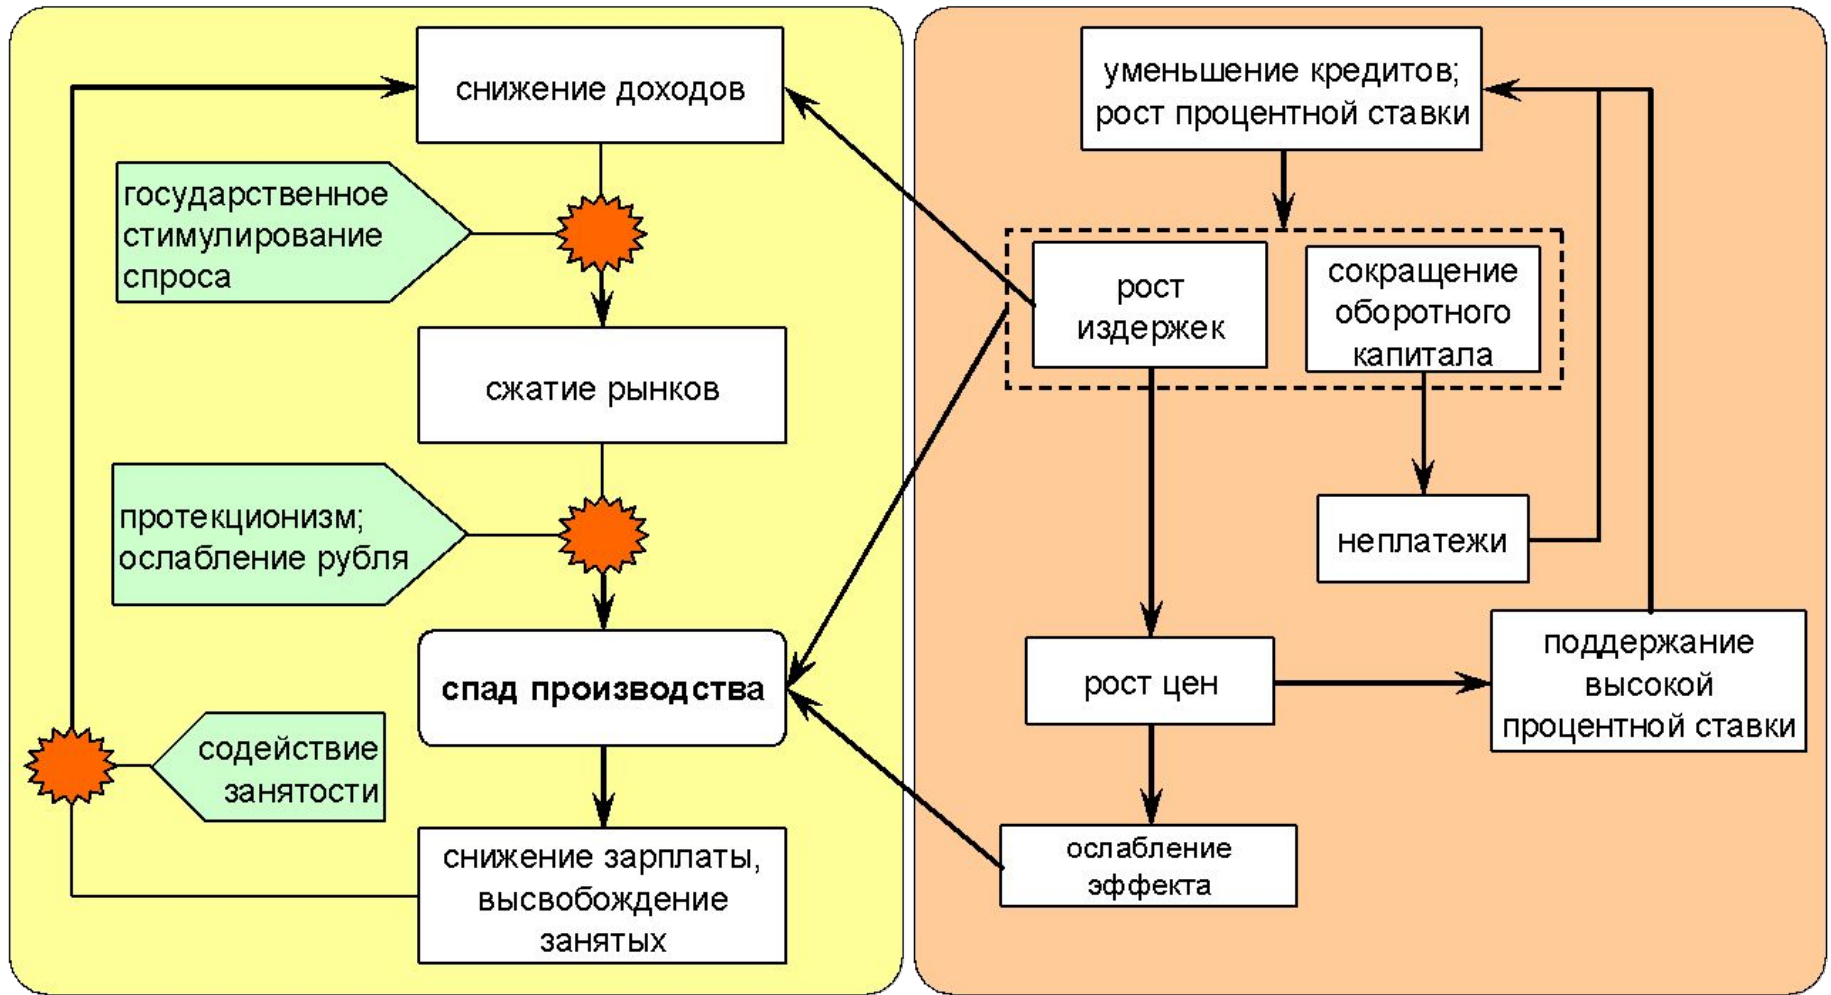 снижение доходов
государственное
стимулирование
спроса
сжатие рынков
протекционизм;
ослабление рубля
спад производства
содействие
занятости
снижение зарплаты,
высвобождение
занятых
уменьшение кредитов;
рост процентной ставки
рост
издержек
сокращение
оборотного
капитала
неплатежи
рост цен
поддержание
высокой
процентной ставки
ослабление
эффекта